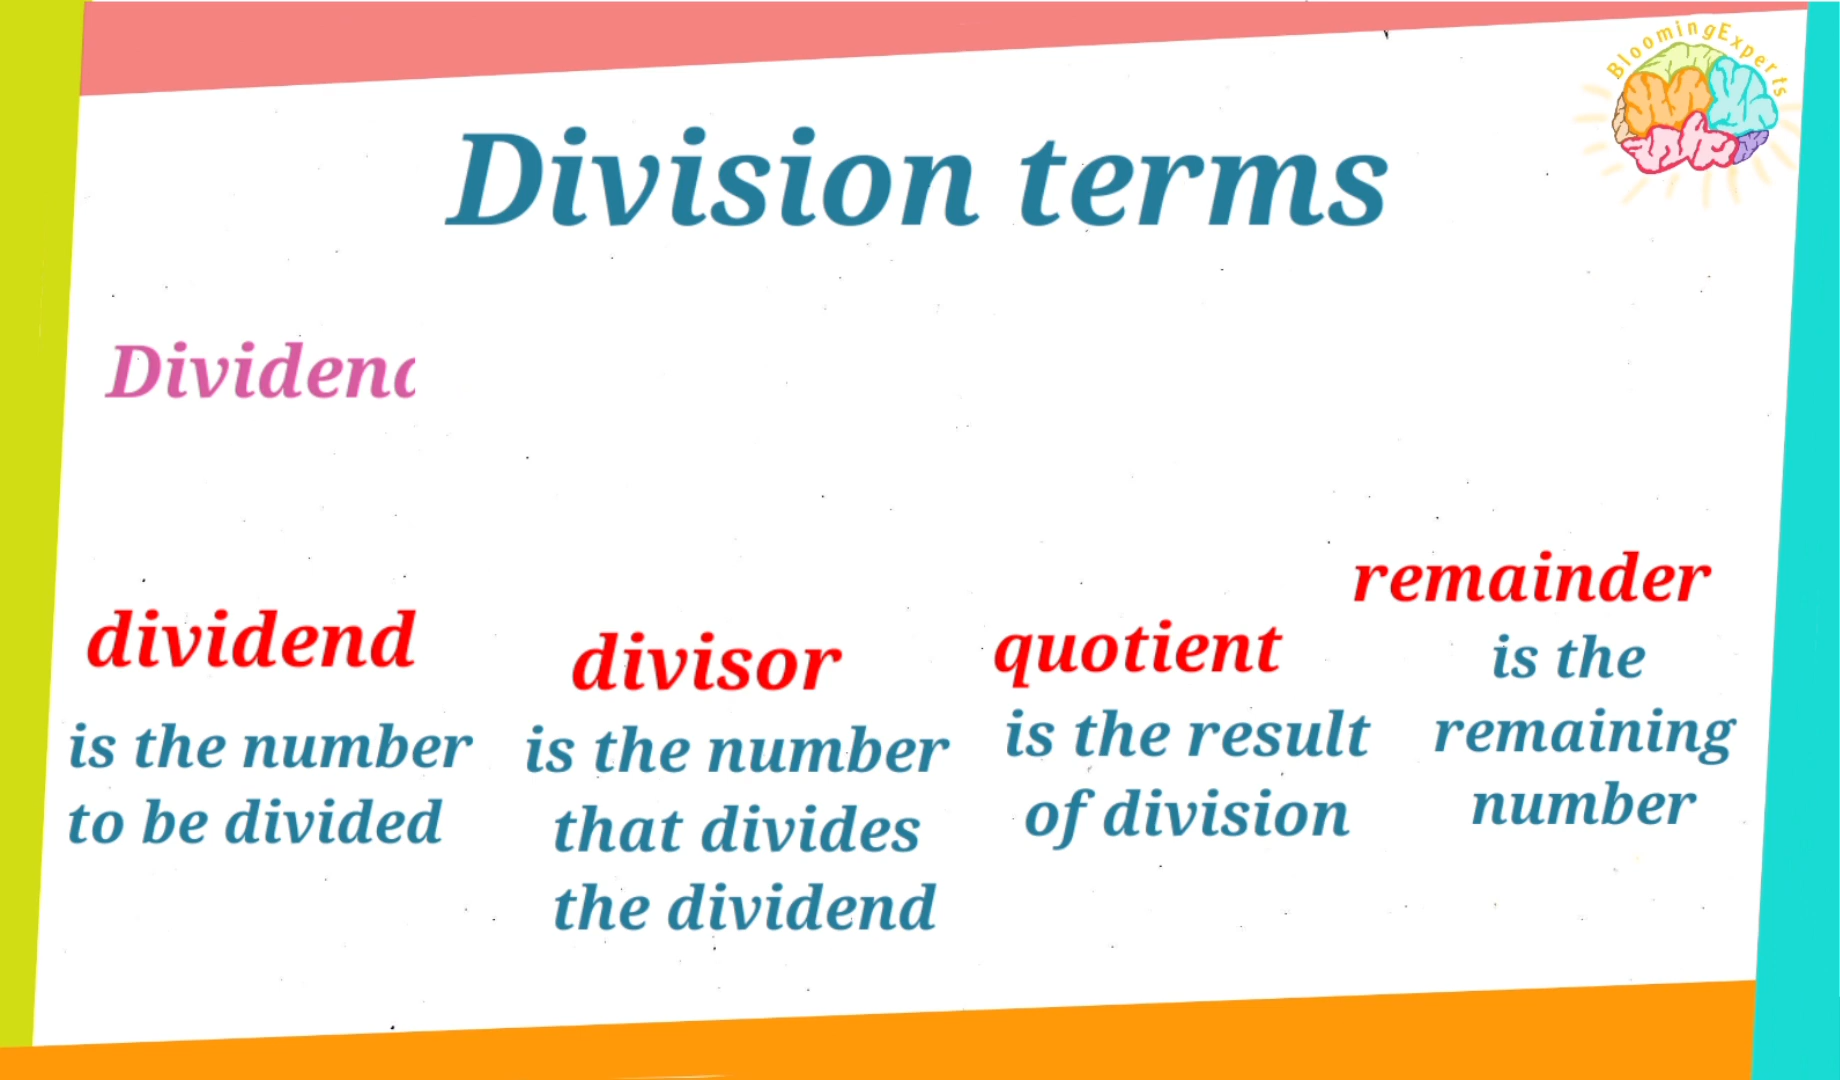 BloomingExperts
Division terms
Dividen
dividend
is the number
to be divided
divisor
is the number
that divides
the dividend
quotient
is the result
of division
remainder
is the
remaining
number